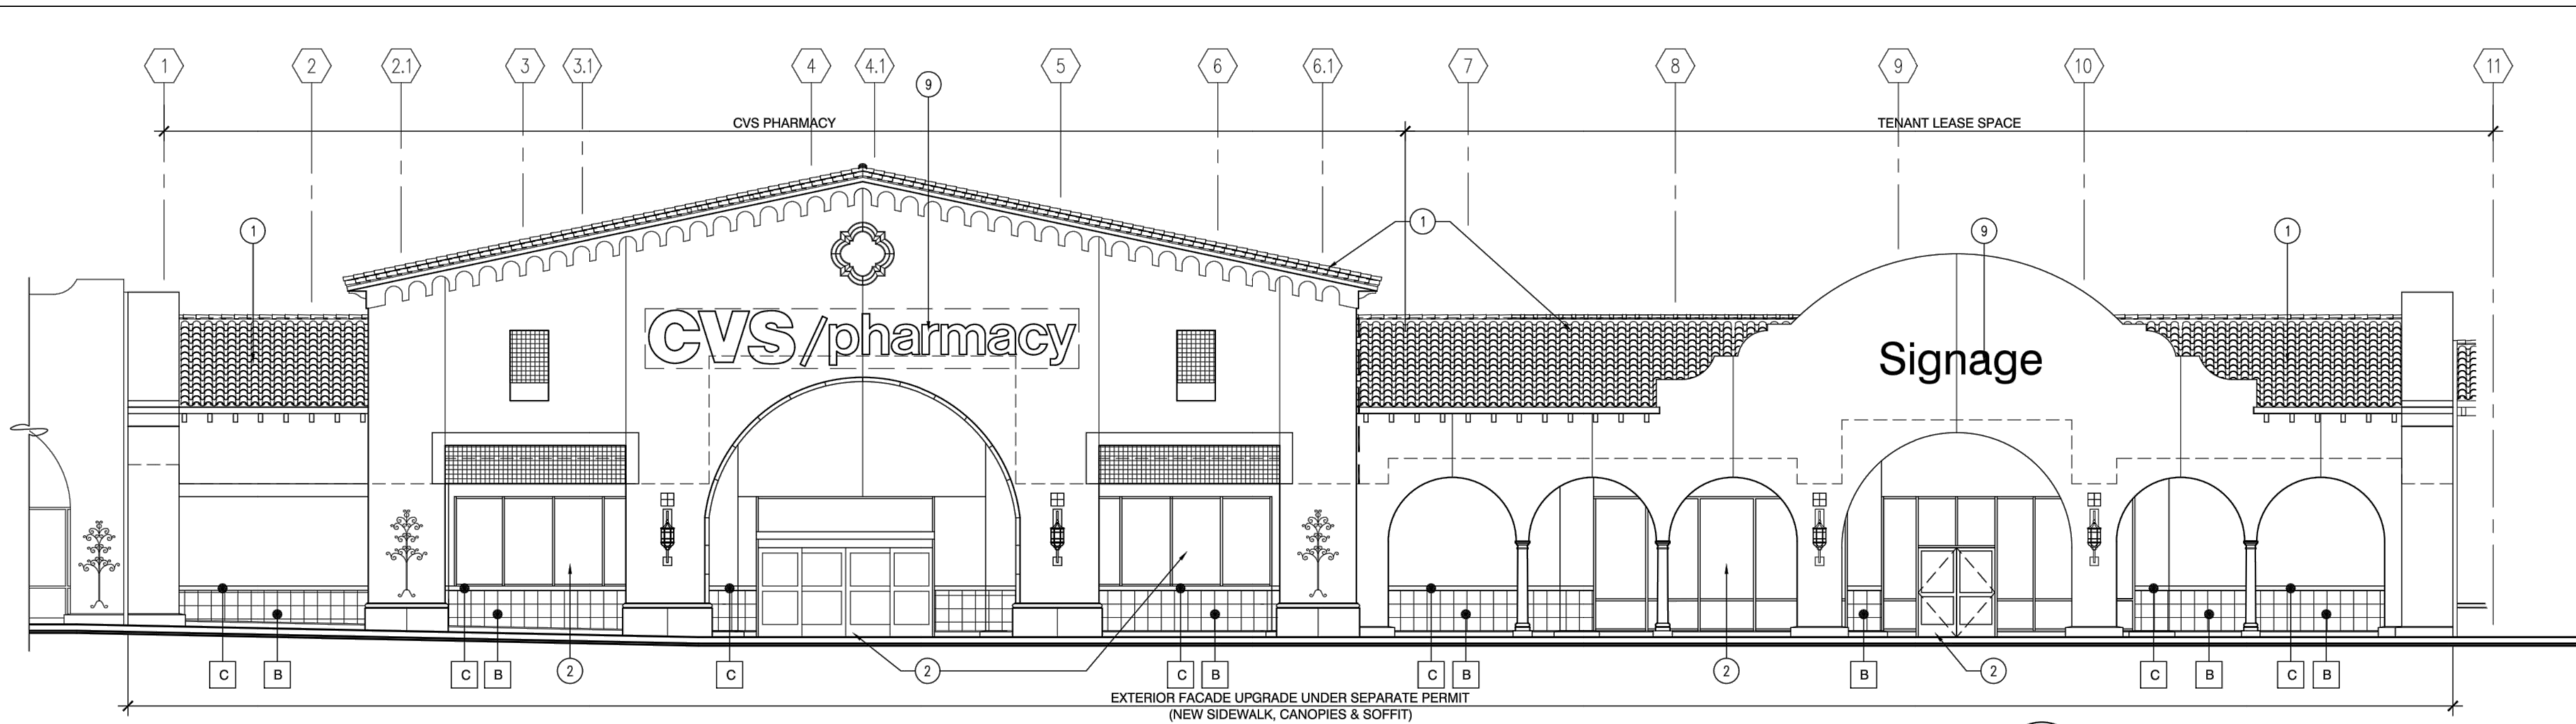 1 2 2.1 3 3.1 4 4.1 5 6 6.1 7 8 9 10 11
9
CVS PHARMACY TENANT LEASE SPACE
1 1 9 1
CVS/pharmacy
Signage
C B C B 2 C 2 C B C B 2 B 2 C B C B
EXTERIOR FACADE UPGRADE UNDER SEPARATE PERMIT
(NEW SIDEWALK, CANOPIES & SOFFIT)